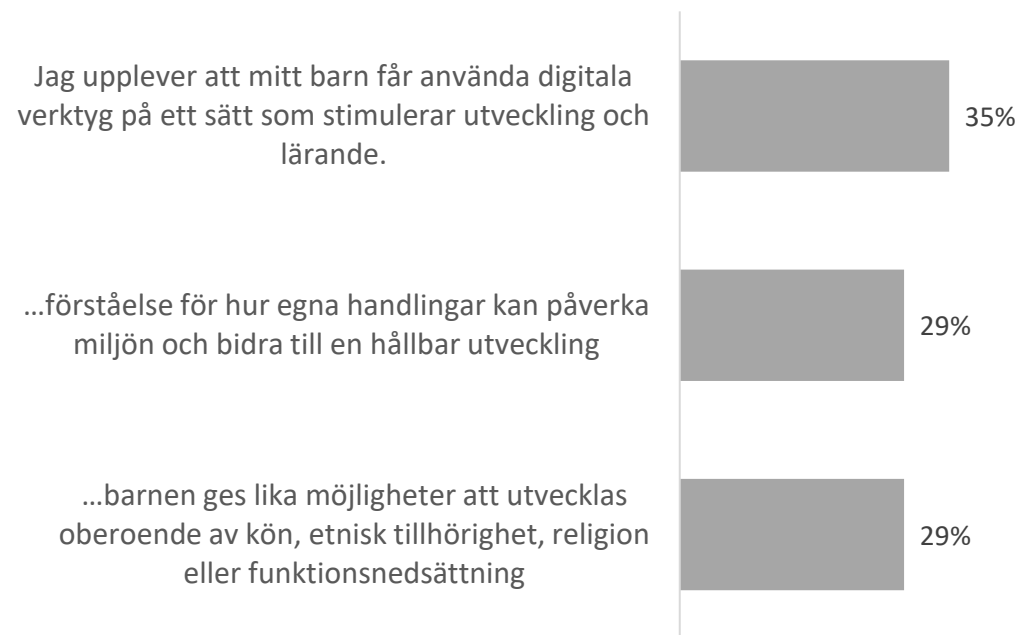 Jag upplever att mitt barn får använda digitala
verktyg på ett sätt som stimulerar utveckling och
lärande.
35%
…förståelse för hur egna handlingar kan påverka
miljön och bidra till en hållbar utveckling
29%
…barnen ges lika möjligheter att utvecklas
oberoende av kön, etnisk tillhörighet, religion
eller funktionsnedsättning
29%